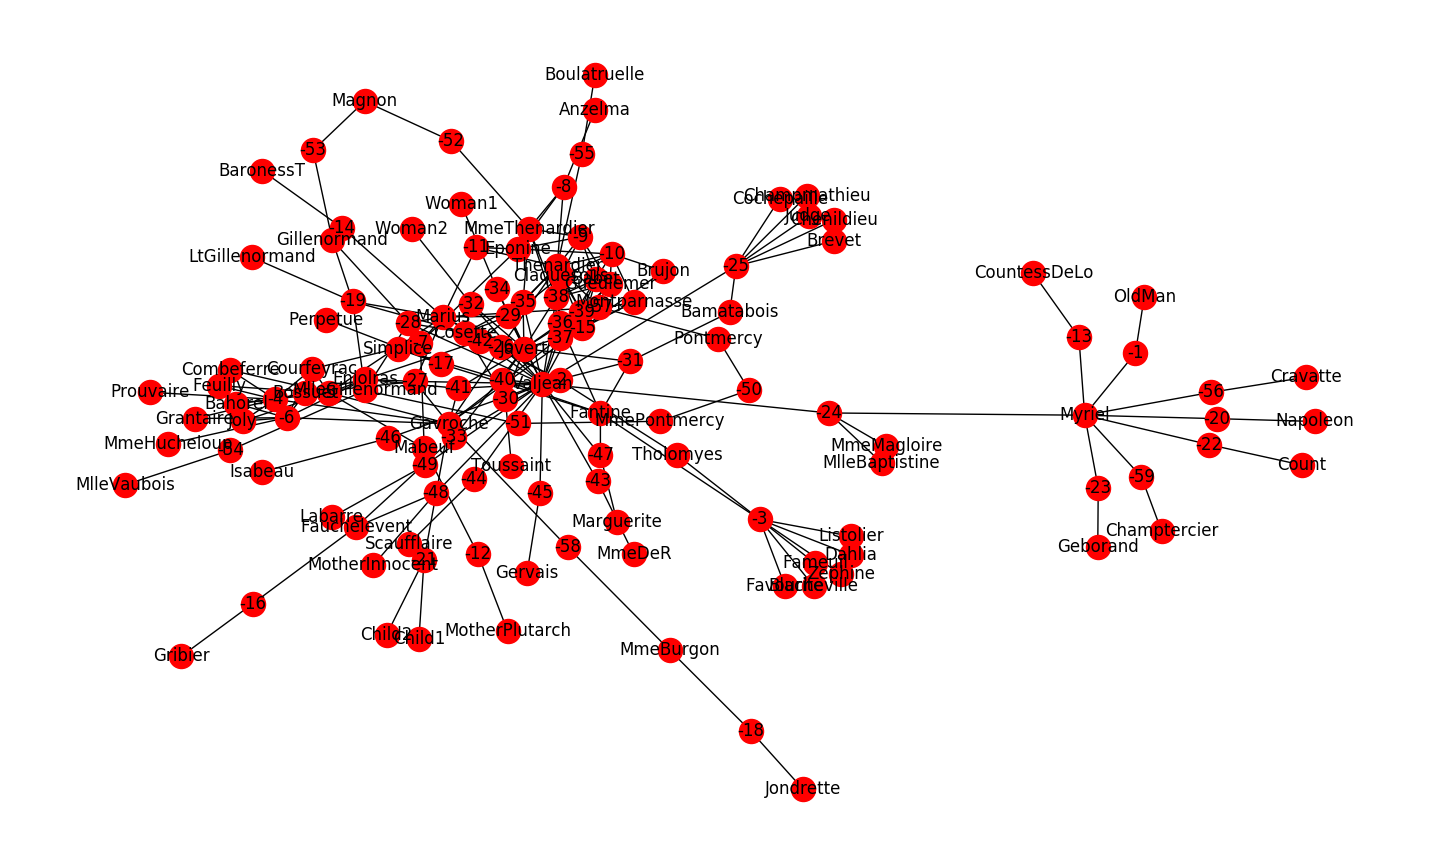 Boulatruelle
Magnon
Anzelma
-52
-53
-55
BaronessT
-8
Champmathieu
Cochepaille
Woman1
Judge
Chenildieu
-14
Woman2
MmeThenardier
Gillenormand
-9
Brevet
-11
Eponine
-10
LtGillenormand
Thenardier
-25
Brujon
CountessDeLo
Claquesous
-34
OldMan
-38
Montparnasse
-19
-32
-35
-39
Bamatabois
Perpetue
Marius
-29
-28
-36
-15
Cosette
-37
Pontmercy
-13
-42
-26
Simplice
Javert
-1
-17
-31
Combeferre
Courfeyrac
Cravatte
Feuilly
Enjolras
-27
-40
Valjean
-41
-50
-56
Prouvaire
MlleGillenormand
Bossuet
Bahorel
-4
-30
Fantine
-24
Myriel
Grantaire
Joly
-6
Gavroche
-51
MmePontmercy
-20
Napoleon
MmeHucheloup
-46
-33
Mabeuf
MmeMagloire
-22
-54
Tholomyes
-47
MlleBaptistine
Count
Isabeau
-49
Toussaint
MlleVaubois
-44
-43
-59
-48
-45
-23
Labarre
Marguerite
-3
Fauchelevent
Champtercier
Listolier
Scaufflaire
-58
Geborand
-12
MmeDeR
Dahlia
-21
MotherInnocent
Fameuil
Gervais
Zephine
Favourite
Blacheville
-16
MotherPlutarch
Child2
Child1
Gribier
MmeBurgon
-18
Jondrette